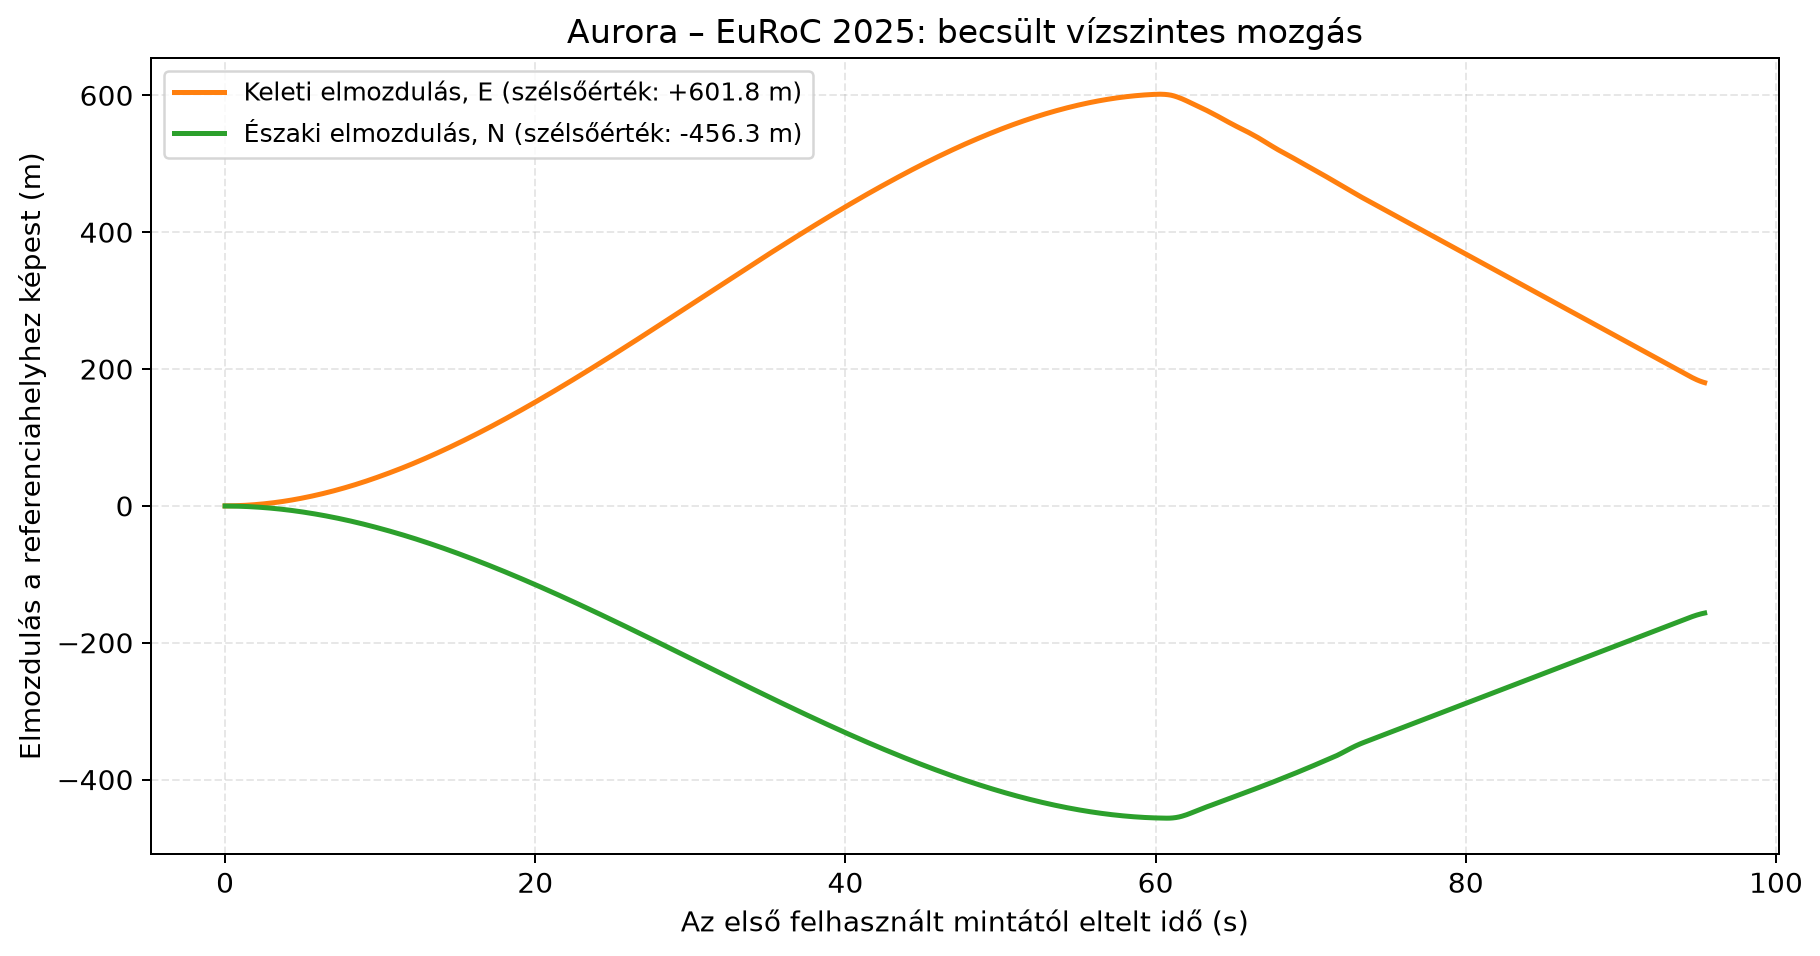 Aurora – EuRoC 2025: becsült vízszintes mozgás
Keleti elmozdulás, E (szélsőérték: +601.8 m)
Északi elmozdulás, N (szélsőérték: -456.3 m)
Elmozdulás a referenciahelyhez képest (m)
600
400
200
0
−200
−400
0 20 40 60 80 100
Az első felhasznált mintától eltelt idő (s)